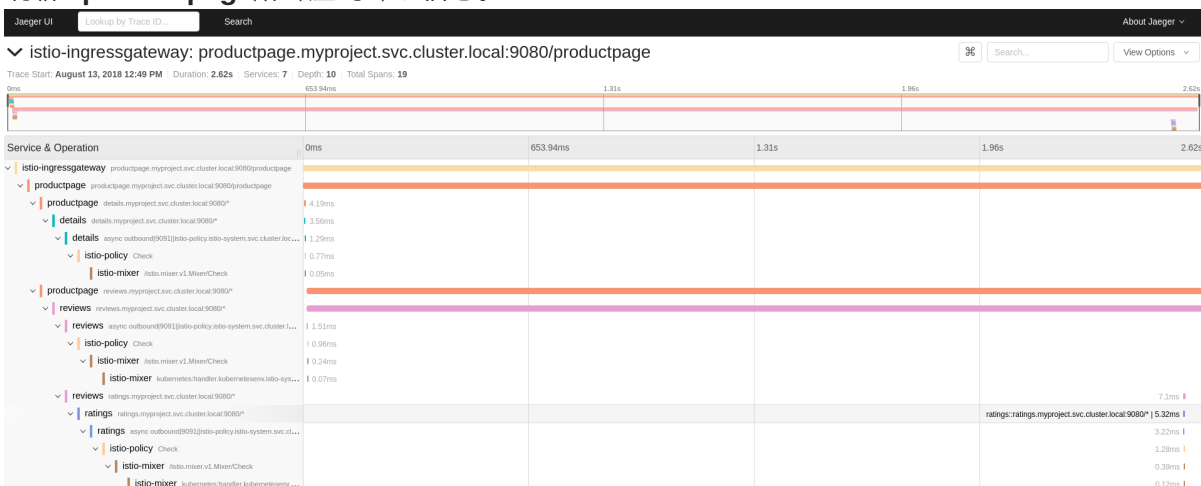 Jaeger UI Lookup by Trace ID... Search About Jaeger
istio-ingressgateway: productpage.myproject.svc.cluster.local:9080/productpage ⌘ Search... View Options
Trace Start: August 13, 2018 12:49 PM | Duration: 2.62s | Services: 7 | Depth: 10 | Total Spans: 19
0ms 653.94ms 1.31s 1.96s 2.62s
Service & Operation 0ms 653.94ms 1.31s 1.96s 2.62s
istio-ingressgateway productpage.myproject.svc.cluster.local:9080/productpage
productpage productpage.myproject.svc.cluster.local:9080/productpage
productpage details.myproject.svc.cluster.local:9080/* 4.19ms
details details.myproject.svc.cluster.local:9080/* 3.56ms
details async outbound|9091||istio-policy.istio-system.svc.cluster.loc... 1.29ms
istio-policy Check 0.77ms
istio-mixer /istio.mixer.v1.Mixer/Check 0.05ms
productpage reviews.myproject.svc.cluster.local:9080/*
reviews reviews.myproject.svc.cluster.local:9080/*
reviews async outbound|9091||istio-policy.istio-system.svc.cluster.l... 1.51ms
istio-policy Check 0.96ms
istio-mixer /istio.mixer.v1.Mixer/Check 0.24ms
istio-mixer kubernetes:handler.kubernetesenv.istio-sys... 0.07ms
reviews ratings.myproject.svc.cluster.local:9080/* 7.1ms
ratings ratings.myproject.svc.cluster.local:9080/* ratings::ratings.myproject.svc.cluster.local:9080/* | 5.32ms
ratings async outbound|9091||istio-policy.istio-system.svc.cl... 3.22ms
istio-policy Check 1.28ms
istio-mixer /istio.mixer.v1.Mixer/Check 0.39ms
istio-mixer kubernetes:handler.kubernetesenv.... 0.12ms